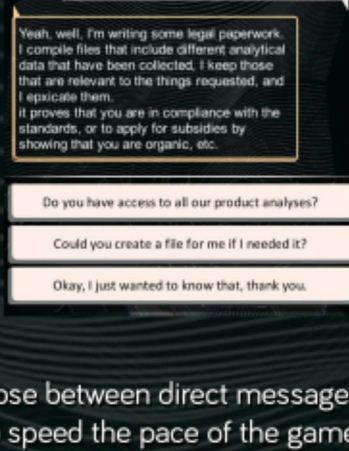 Yeah, well, I'm writing some legal paperwork.
I compile files that include different analytical
data that have been collected, I keep those
that are relevant to the things requested, and
I epxicate them.
it proves that you are in compliance with the
standards, or to apply for subsidies by
showing that you are organic, etc.
Do you have access to all our product analyses?
Could you create a file for me if I needed it?
Okay, I just wanted to know that, thank you.
ose between direct message
speed the pace of the game